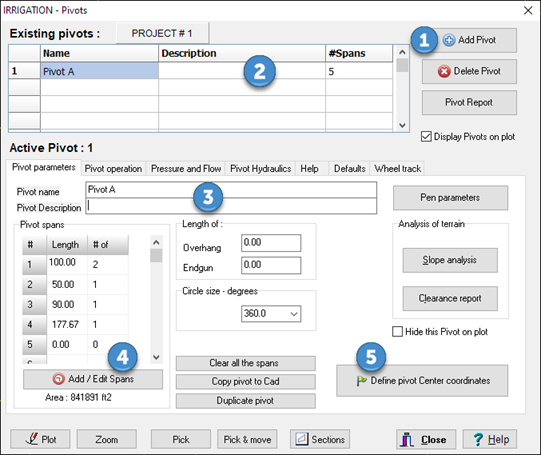 IRRIGATION - Pivots
Existing pivots :
PROJECT # 1
Name Description #Spans
1 Pivot A 5
1
Add Pivot
2
Delete Pivot
Pivot Report
Display Pivots on plot
Active Pivot : 1
Pivot parameters Pivot operation Pressure and Flow Pivot Hydraulics Help Defaults Wheel track
Pivot name Pivot A
Pivot Description
3
Pen parameters
Pivot spans
# Length # of
1 100.00 2
2 50.00 1
3 90.00 1
4 177.67 1
5 0.00 0
4
Add / Edit Spans
Area : 841891 ft2
Length of :
Overhang 0.00
Endgun 0.00
Circle size - degrees
360.0
Clear all the spans
Copy pivot to Cad
Duplicate pivot
Analysis of terrain
Slope analysis
Clearance report
Hide this Pivot on plot
5
Define pivot Center coordinates
Plot Zoom Pick Pick & move Sections Close Help